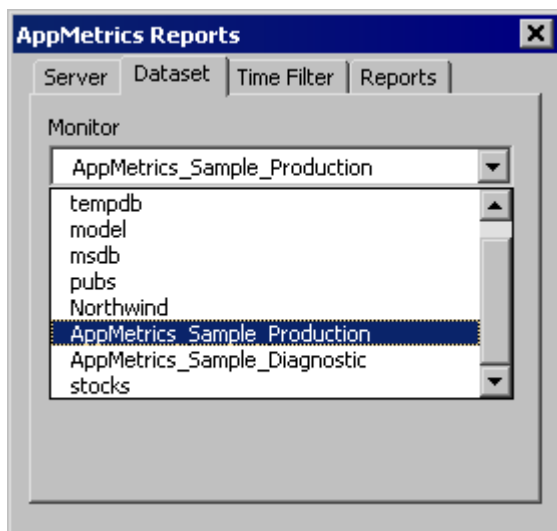 AppMetrics Reports
Server Dataset Time Filter Reports
Monitor
AppMetrics_Sample_Production
tempdb
model
msdb
pubs
Northwind
AppMetrics_Sample_Production
AppMetrics_Sample_Diagnostic
stocks